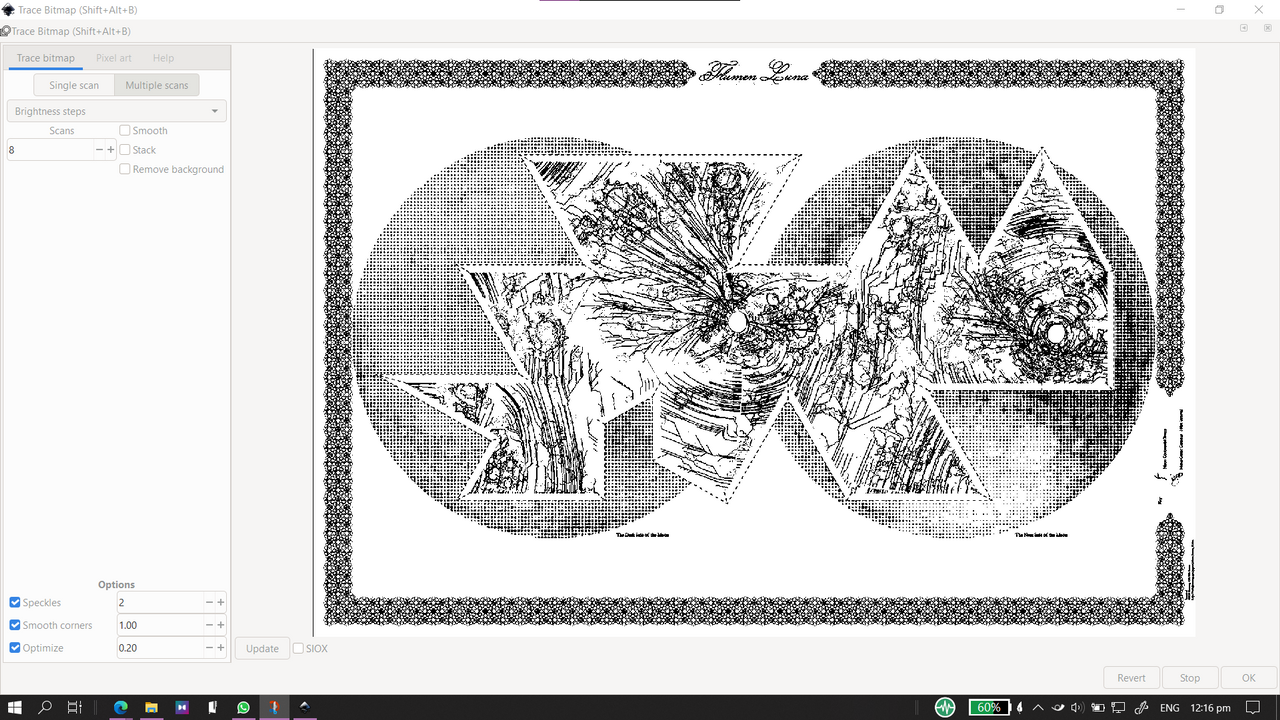 Trace Bitmap (Shift+Alt+B)
Trace Bitmap (Shift+Alt+B)
Trace bitmap Pixel art Help
Single scan Multiple scans
Brightness steps
Scans
Smooth
8
Stack
Remove background
Flumen Luna
The Dark side of the Moon
The Near side of the Moon
Options
Speckles 2
Smooth corners 1.00
Optimize 0.20
Update SIOX
Revert Stop OK
60% ENG 12:16 pm